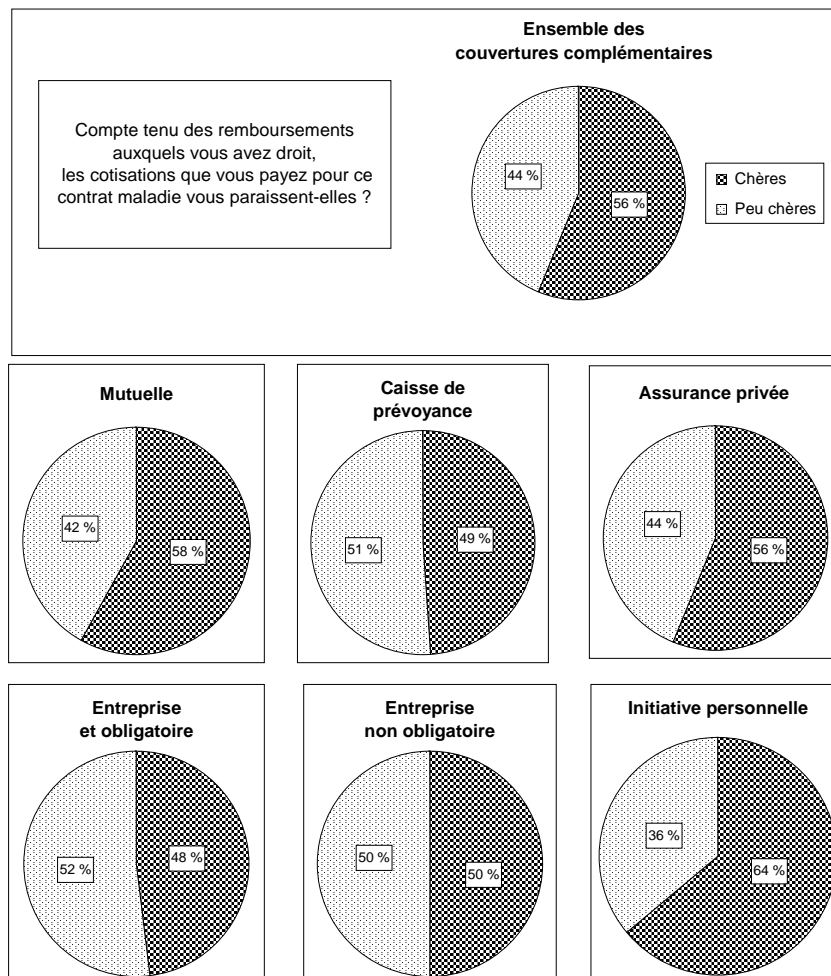 Ensemble des
couvertures complémentaires
Compte tenu des remboursements
auxquels vous avez droit,
les cotisations que vous payez pour ce
contrat maladie vous paraissent-elles ?
44 %
56 %
Chères
Peu chères
Mutuelle
42 %
58 %
Caisse de
prévoyance
51 %
49 %
Assurance privée
44 %
56 %
Entreprise
et obligatoire
52 %
48 %
Entreprise
non obligatoire
50 %
50 %
Initiative personnelle
36 %
64 %